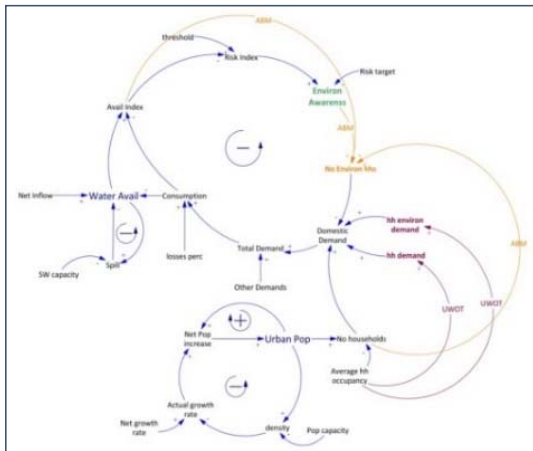 ABM
threshold
Risk Index
Risk target
Environ
Awarenss
Avail Index
ABM
No Environ hhs
Net inflow
Water Avail
Consumption
hh environ
demand
Domestic
Demand
ABM
Total Demand
hh demand
Spill
losses perc
SW capacity
Other Demands
UWOT
UWOT
Net Pop
increase
Urban Pop
No households
Average hh
occupancy
Actual growth
rate
Net growth
rate
density
Pop capacity